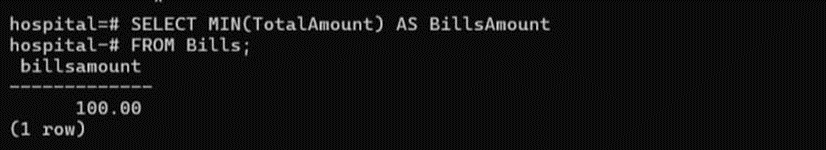 hospital=# SELECT MIN(TotalAmount) AS BillsAmount
hospital-# FROM Bills;
 billsamount
-------------
      100.00
(1 row)